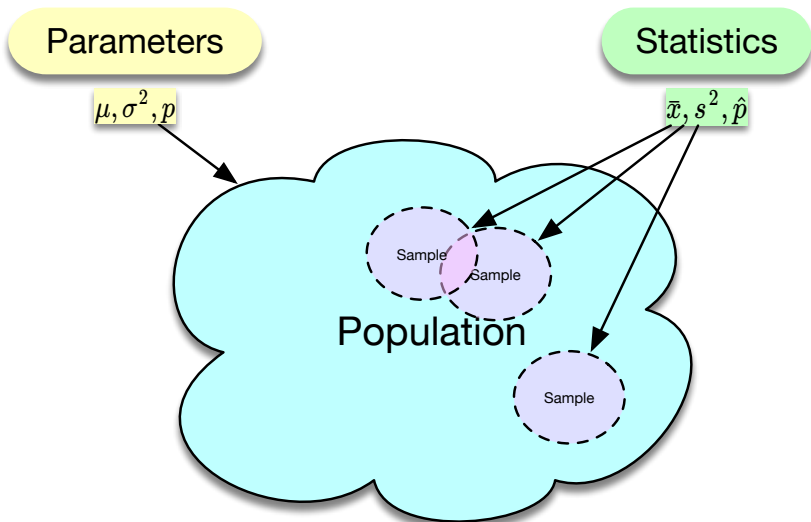 Parameters
Statistics
μ, σ², p
x̄, s², p̂
Sample
Sample
Population
Sample